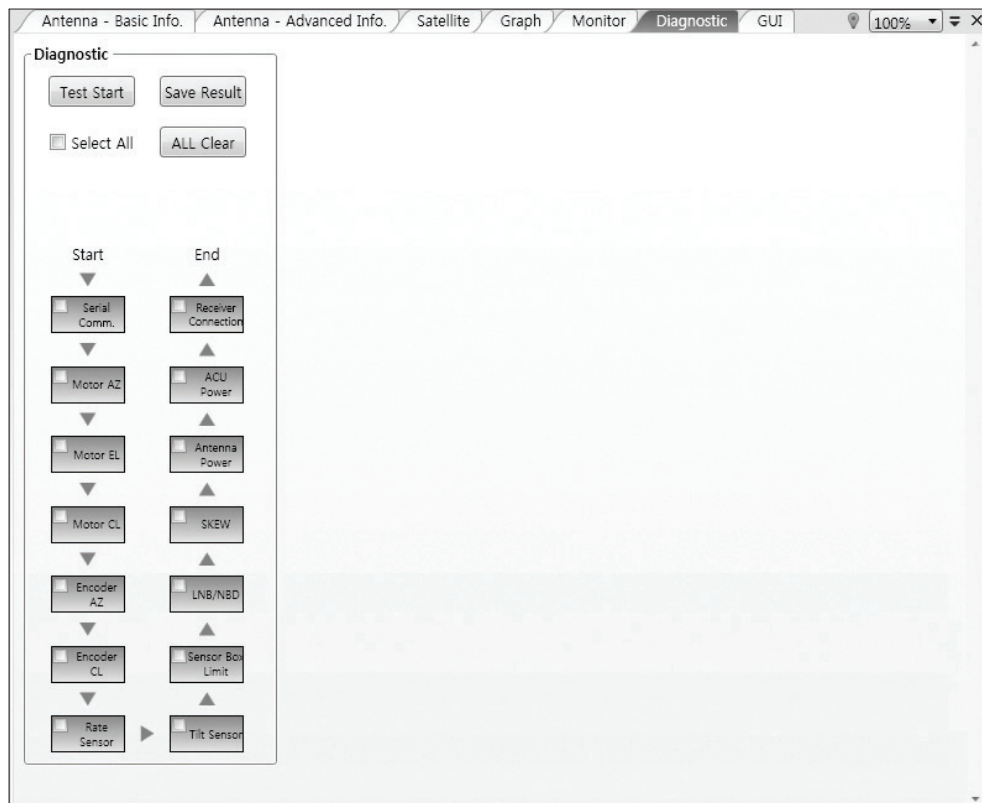 Antenna - Basic Info. Antenna - Advanced Info. Satellite Graph Monitor Diagnostic GUI 100%
Diagnostic
Test Start Save Result
Select All ALL Clear
Start End
Serial Comm. Receiver Connection
Motor AZ ACU Power
Motor EL Antenna Power
Motor CL SKEW
Encoder AZ LNB/NBD
Encoder CL Sensor Box Limit
Rate Sensor Tilt Sensor